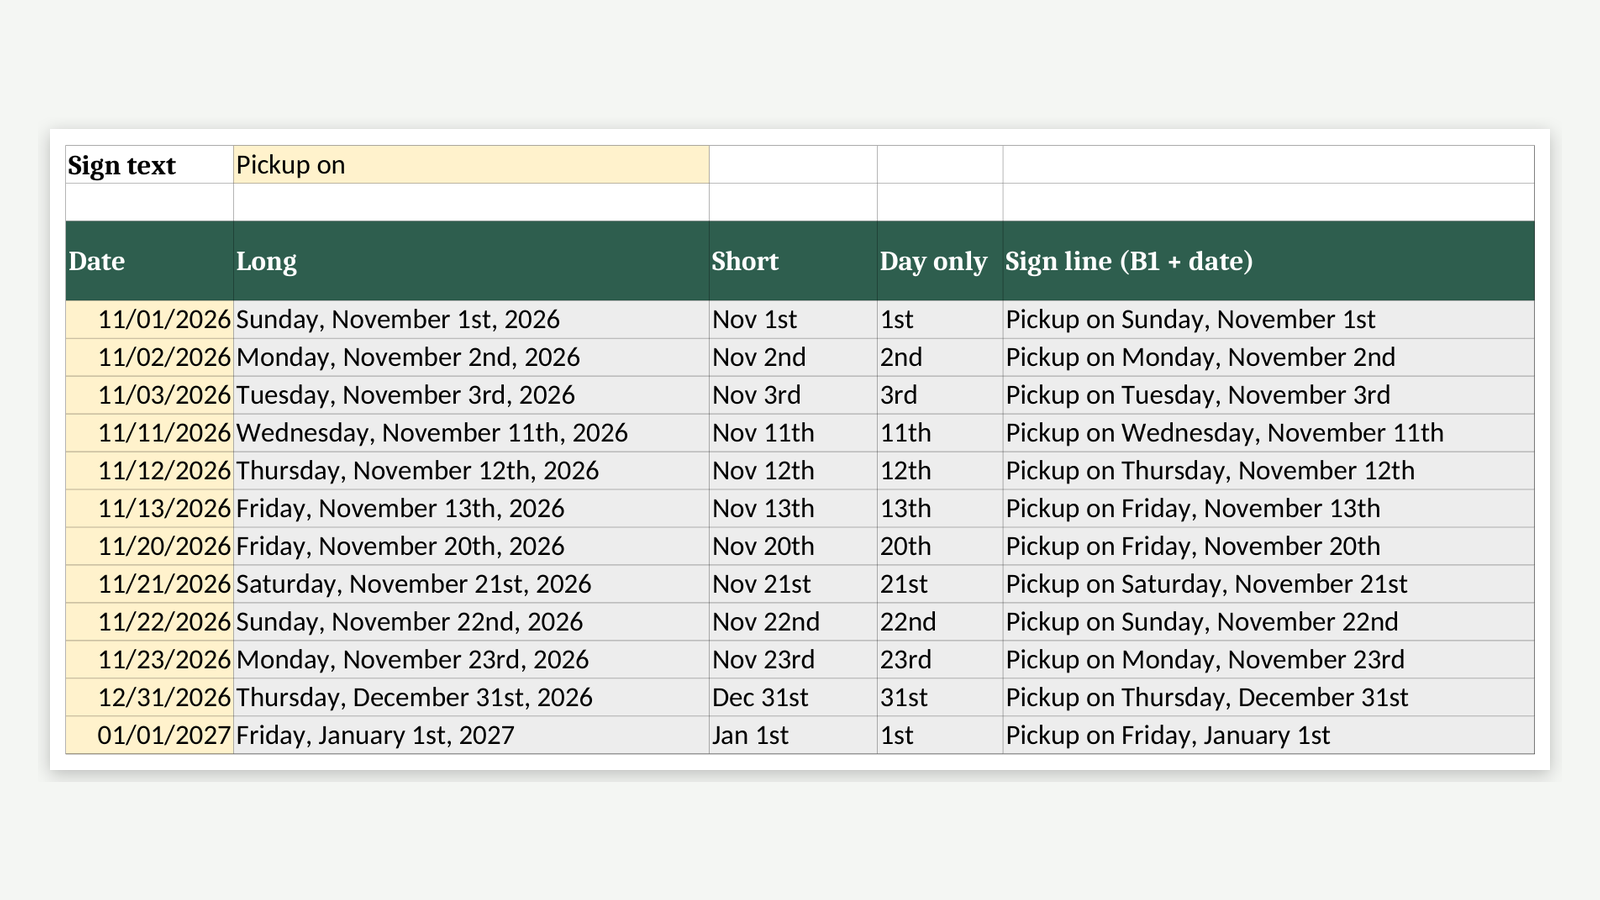 Sign text Pickup on
Date Long Short Day only Sign line (B1 + date)
11/01/2026 Sunday, November 1st, 2026 Nov 1st 1st Pickup on Sunday, November 1st
11/02/2026 Monday, November 2nd, 2026 Nov 2nd 2nd Pickup on Monday, November 2nd
11/03/2026 Tuesday, November 3rd, 2026 Nov 3rd 3rd Pickup on Tuesday, November 3rd
11/11/2026 Wednesday, November 11th, 2026 Nov 11th 11th Pickup on Wednesday, November 11th
11/12/2026 Thursday, November 12th, 2026 Nov 12th 12th Pickup on Thursday, November 12th
11/13/2026 Friday, November 13th, 2026 Nov 13th 13th Pickup on Friday, November 13th
11/20/2026 Friday, November 20th, 2026 Nov 20th 20th Pickup on Friday, November 20th
11/21/2026 Saturday, November 21st, 2026 Nov 21st 21st Pickup on Saturday, November 21st
11/22/2026 Sunday, November 22nd, 2026 Nov 22nd 22nd Pickup on Sunday, November 22nd
11/23/2026 Monday, November 23rd, 2026 Nov 23rd 23rd Pickup on Monday, November 23rd
12/31/2026 Thursday, December 31st, 2026 Dec 31st 31st Pickup on Thursday, December 31st
01/01/2027 Friday, January 1st, 2027 Jan 1st 1st Pickup on Friday, January 1st